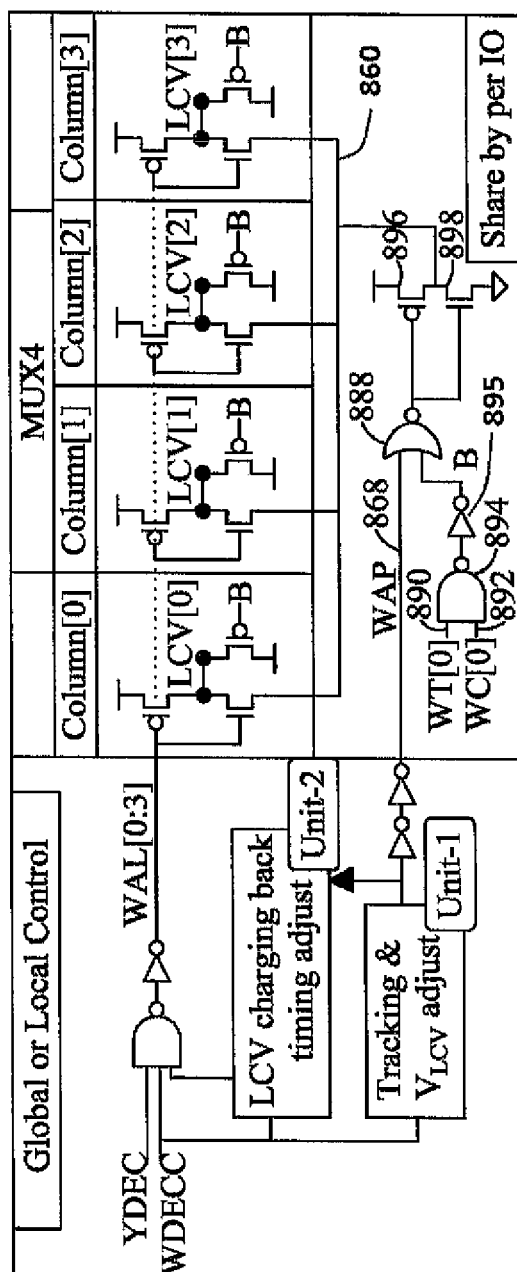 Global or Local Control
MUX4
Column[0]
Column[1]
Column[2]
Column[3]
YDEC
WDECC
WAL[0:3]
LCV[0]
LCV[1]
LCV[2]
LCV[3]
B
B
B
B
LCV charging back
timing adjust
Unit-2
Tracking &
V_LCV adjust
Unit-1
WAP
868
888
896
898
860
890
WT[0]
WC[0]
892
894
895
B
Share by per IO